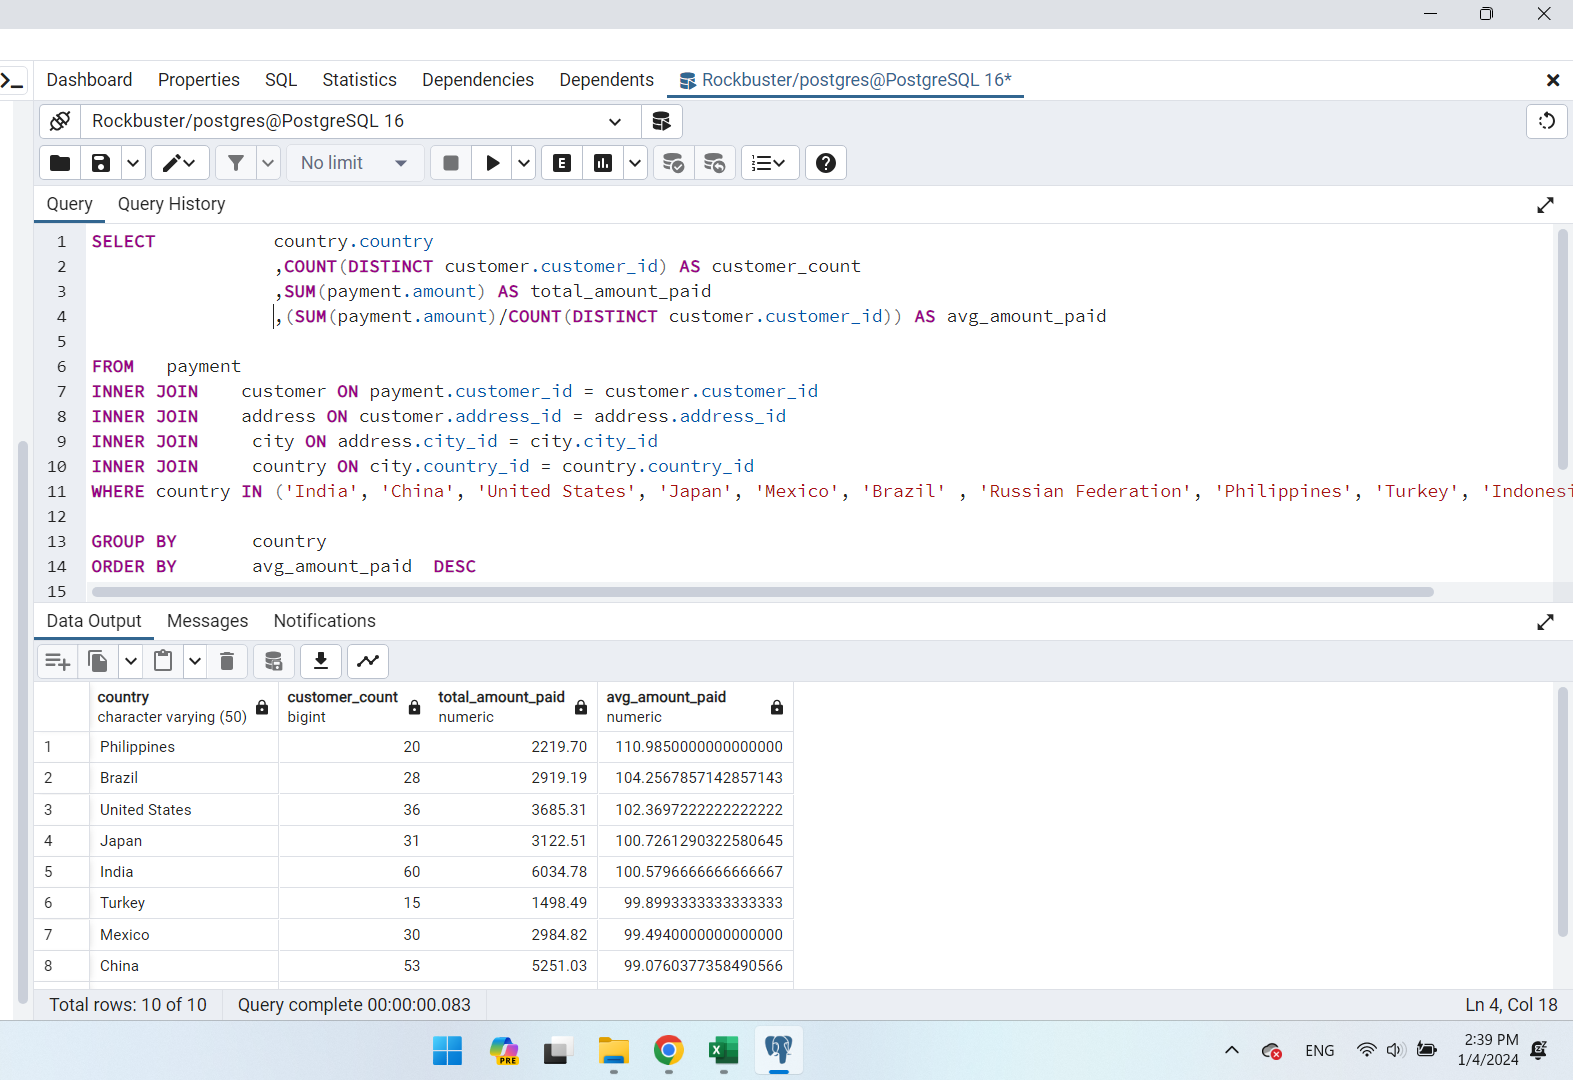 Dashboard Properties SQL Statistics Dependencies Dependents Rockbuster/postgres@PostgreSQL 16*
Rockbuster/postgres@PostgreSQL 16
No limit E
Query Query History
1 SELECT country.country
2 ,COUNT(DISTINCT customer.customer_id) AS customer_count
3 ,SUM(payment.amount) AS total_amount_paid
4 ,(SUM(payment.amount)/COUNT(DISTINCT customer.customer_id)) AS avg_amount_paid
5
6 FROM payment
7 INNER JOIN customer ON payment.customer_id = customer.customer_id
8 INNER JOIN address ON customer.address_id = address.address_id
9 INNER JOIN city ON address.city_id = city.city_id
10 INNER JOIN country ON city.country_id = country.country_id
11 WHERE country IN ('India', 'China', 'United States', 'Japan', 'Mexico', 'Brazil' , 'Russian Federation', 'Philippines', 'Turkey', 'Indonesi
12
13 GROUP BY country
14 ORDER BY avg_amount_paid DESC
15
Data Output Messages Notifications
country customer_count total_amount_paid avg_amount_paid
character varying (50) bigint numeric numeric
1 Philippines 20 2219.70 110.9850000000000000
2 Brazil 28 2919.19 104.2567857142857143
3 United States 36 3685.31 102.3697222222222222
4 Japan 31 3122.51 100.7261290322580645
5 India 60 6034.78 100.5796666666666667
6 Turkey 15 1498.49 99.8993333333333333
7 Mexico 30 2984.82 99.4940000000000000
8 China 53 5251.03 99.0760377358490566
Total rows: 10 of 10 Query complete 00:00:00.083 Ln 4, Col 18
PRE ENG 2:39 PM
1/4/2024